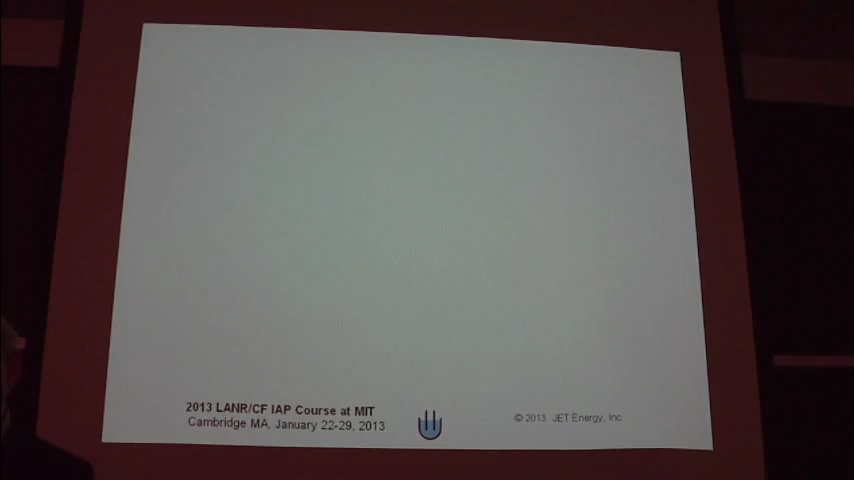 2013 LANR/CF IAP Course at MIT
Cambridge MA, January 22-29, 2013
© 2013 JET Energy, Inc